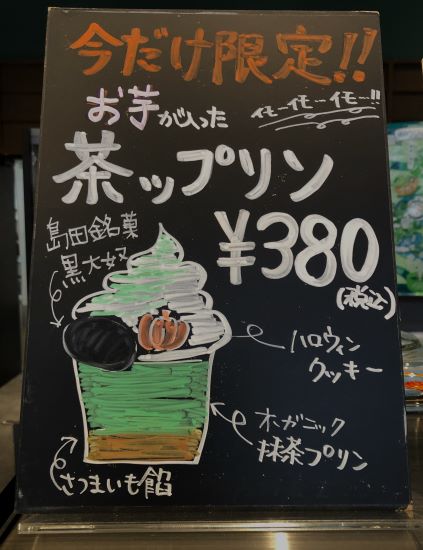 今だけ限定!!
お芋が入った
イモ…イモ…イモ…!!
茶ップリン
¥380
(税込)
島田銘菓
黒大奴
ハロウィン
クッキー
オーガニック
抹茶プリン
さつまいも餡